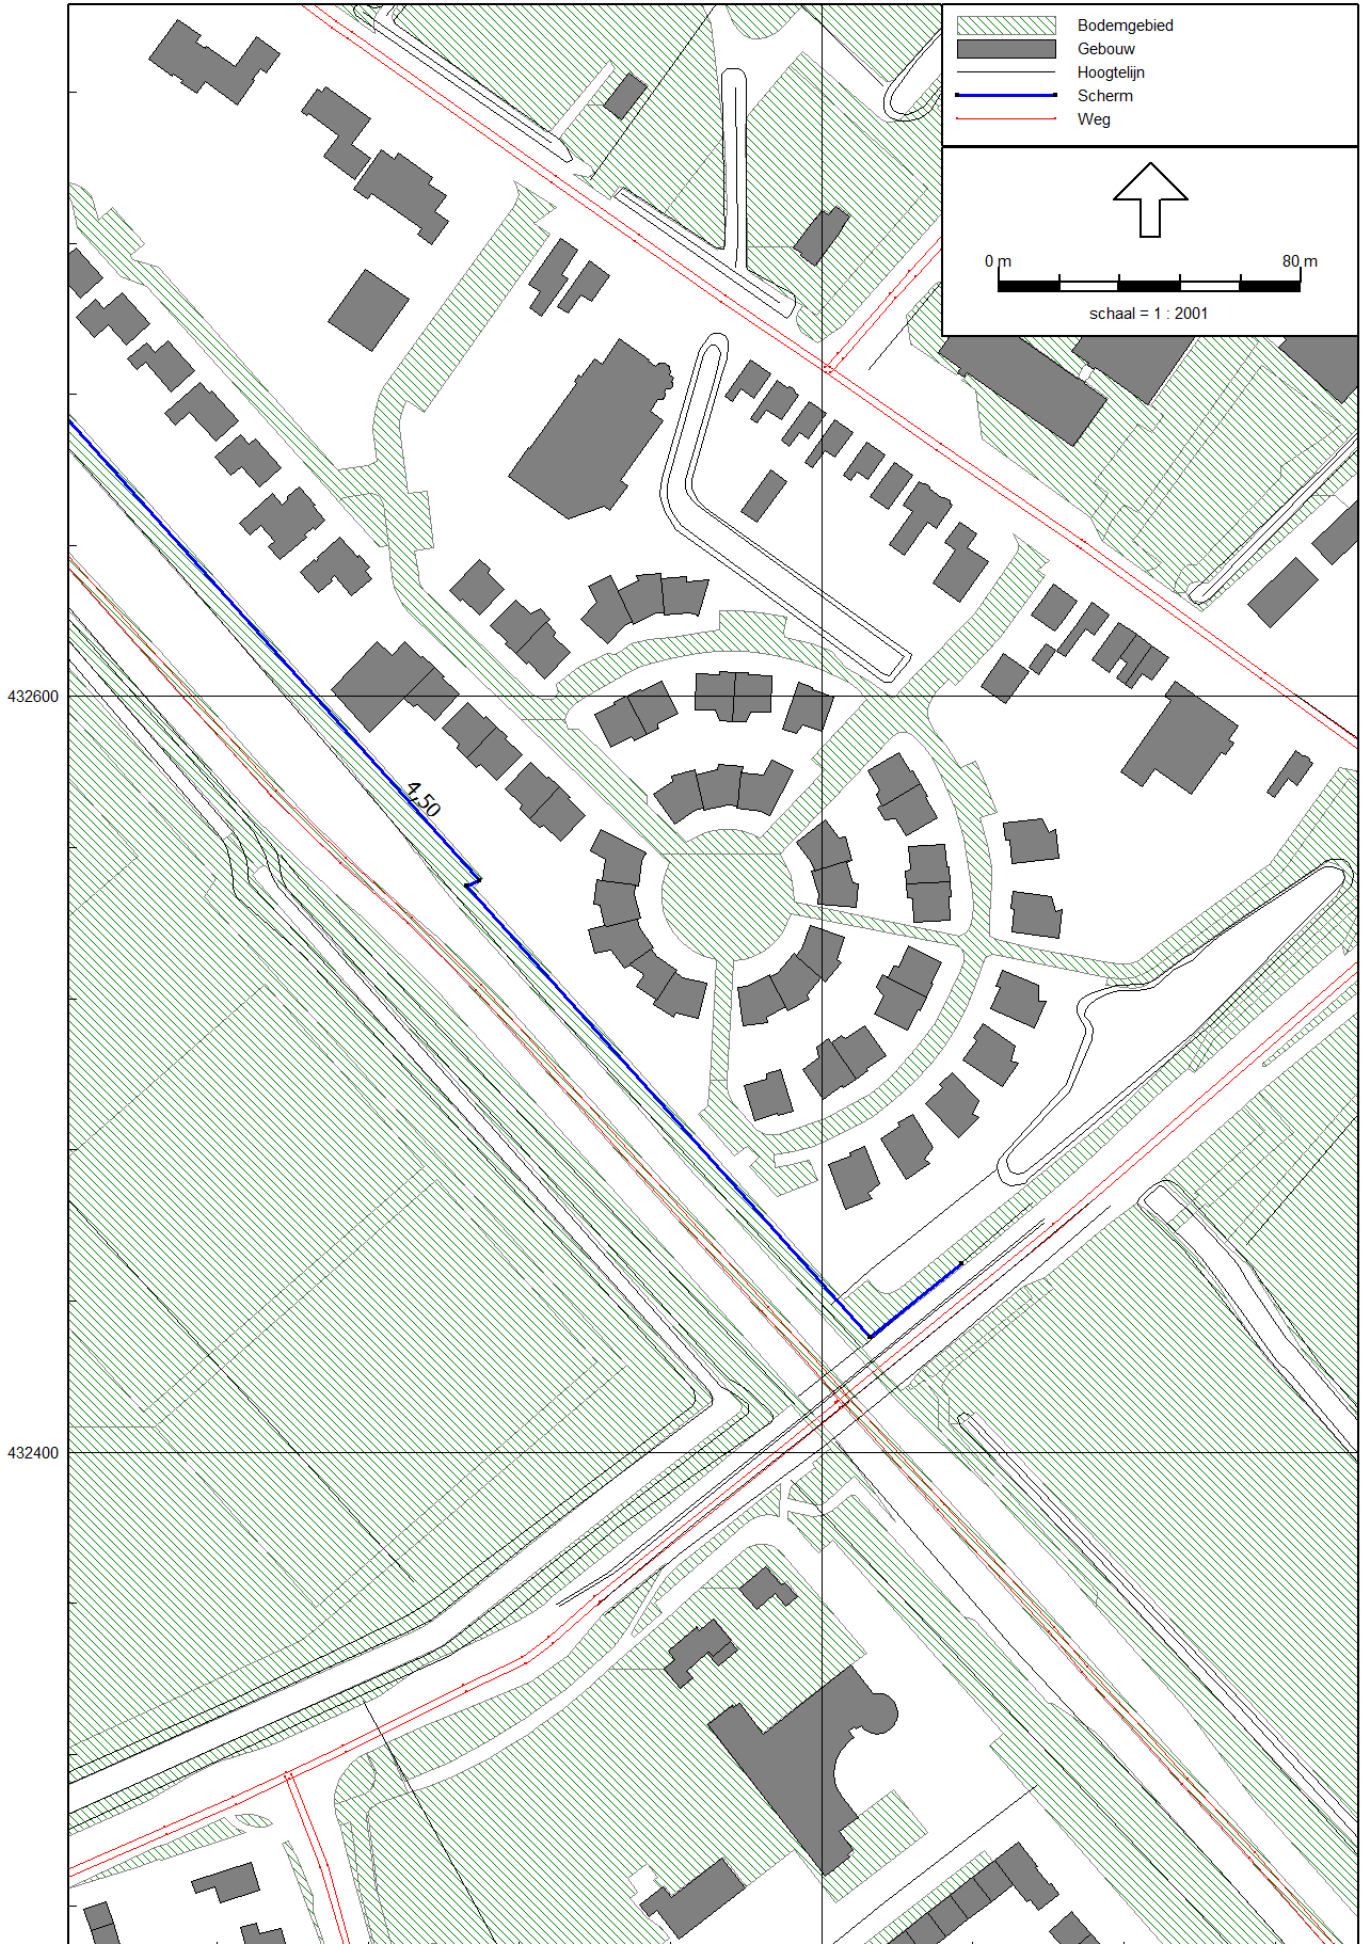 Bodemgebied
Gebouw
Hoogtelijn
Scherm
Weg
0 m 80 m
schaal = 1 : 2001
432600
4,50
432400